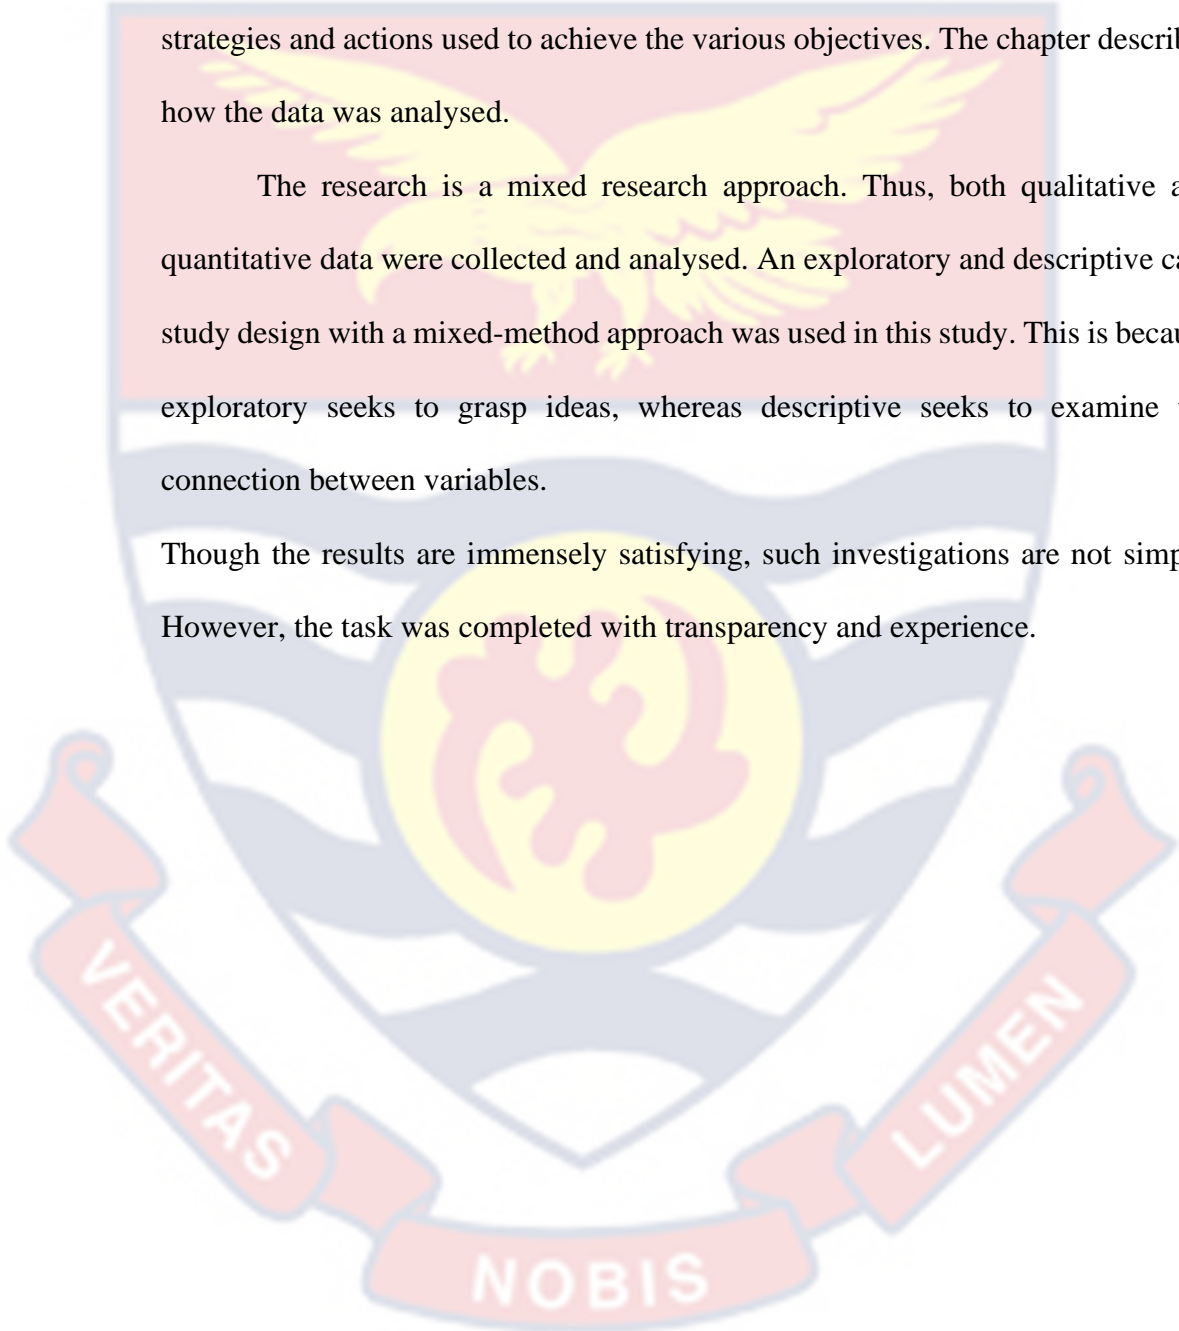 strategies and actions used to achieve the various objectives. The chapter describ
how the data was analysed.
The research is a mixed research approach. Thus, both qualitative a
quantitative data were collected and analysed. An exploratory and descriptive ca
study design with a mixed-method approach was used in this study. This is becau
exploratory seeks to grasp ideas, whereas descriptive seeks to examine
connection between variables.
Though the results are immensely satisfying, such investigations are not simp
However, the task was completed with transparency and experience.
VERITAS
NOBIS
LUMEN